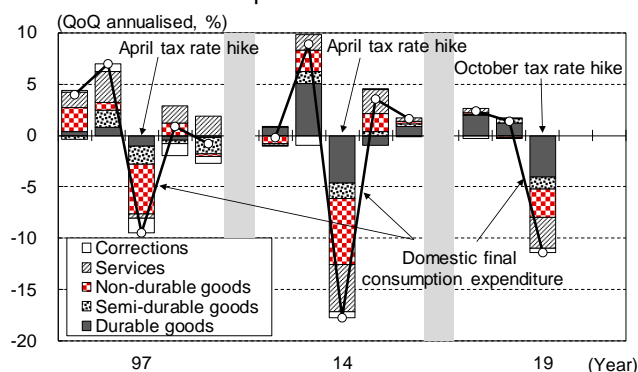 (QoQ annualised, %)
10
5
0
-5
-10
-15
-20
April tax rate hike
April tax rate hike
October tax rate hike
Domestic final
consumption expenditure
Corrections
Services
Non-durable goods
Semi-durable goods
Durable goods
97
14
19
(Year)